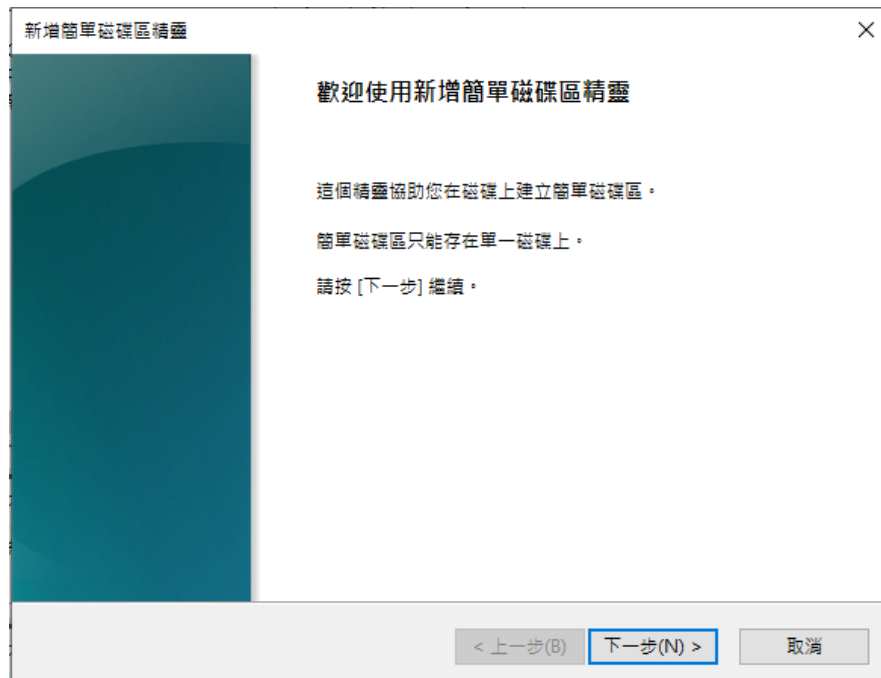 新增簡單磁碟區精靈
歡迎使用新增簡單磁碟區精靈
這個精靈協助您在磁碟上建立簡單磁碟區。
簡單磁碟區只能存在單一磁碟上。
請按 [下一步] 繼續。
< 上一步(B)
下一步(N) >
取消